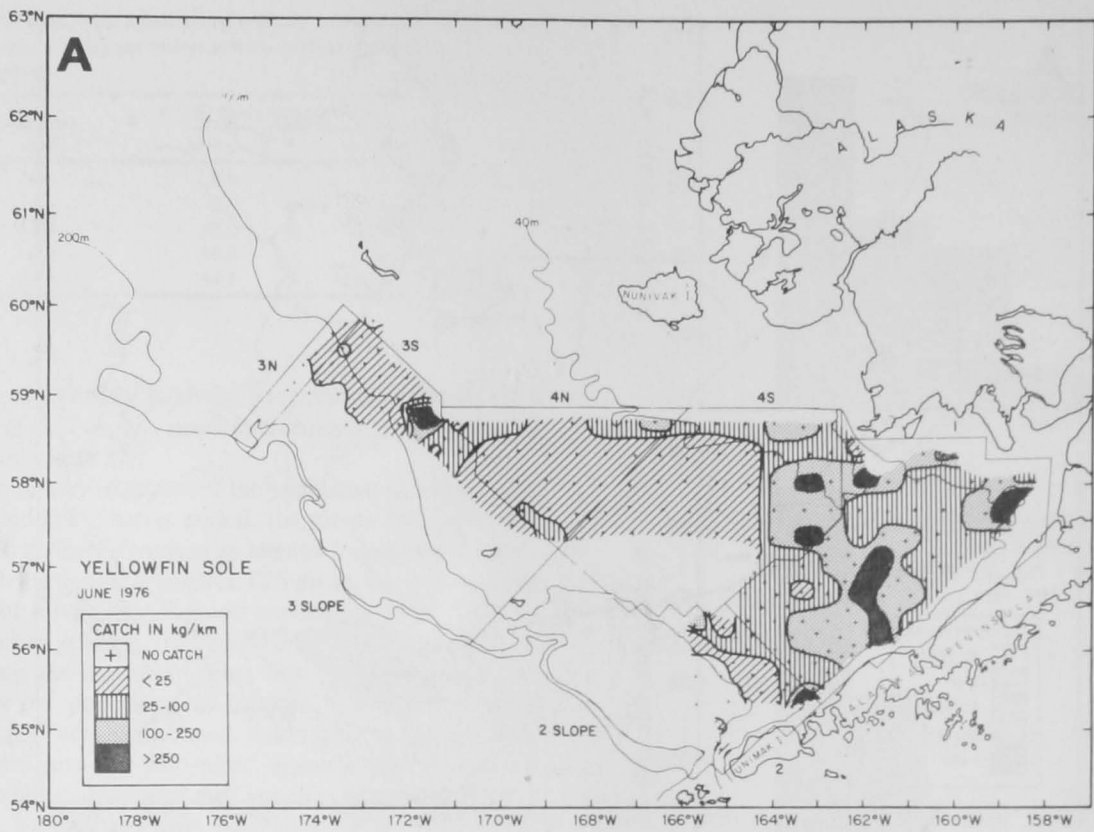 A
63°N
62°N
61°N
60°N
59°N
58°N
57°N
56°N
55°N
54°N
180°
178°W
176°W
174°W
172°W
170°W
168°W
166°W
164°W
162°W
160°W
158°W
ALASKA
200m
40m
NUNIVAK I.
3N
3S
4N
4S
YELLOWFIN SOLE
JUNE 1976
CATCH IN kg/km
+ NO CATCH
<25
25-100
100-250
>250
3 SLOPE
2 SLOPE
ALASKA PENINSULA
UNIMAK I.
2